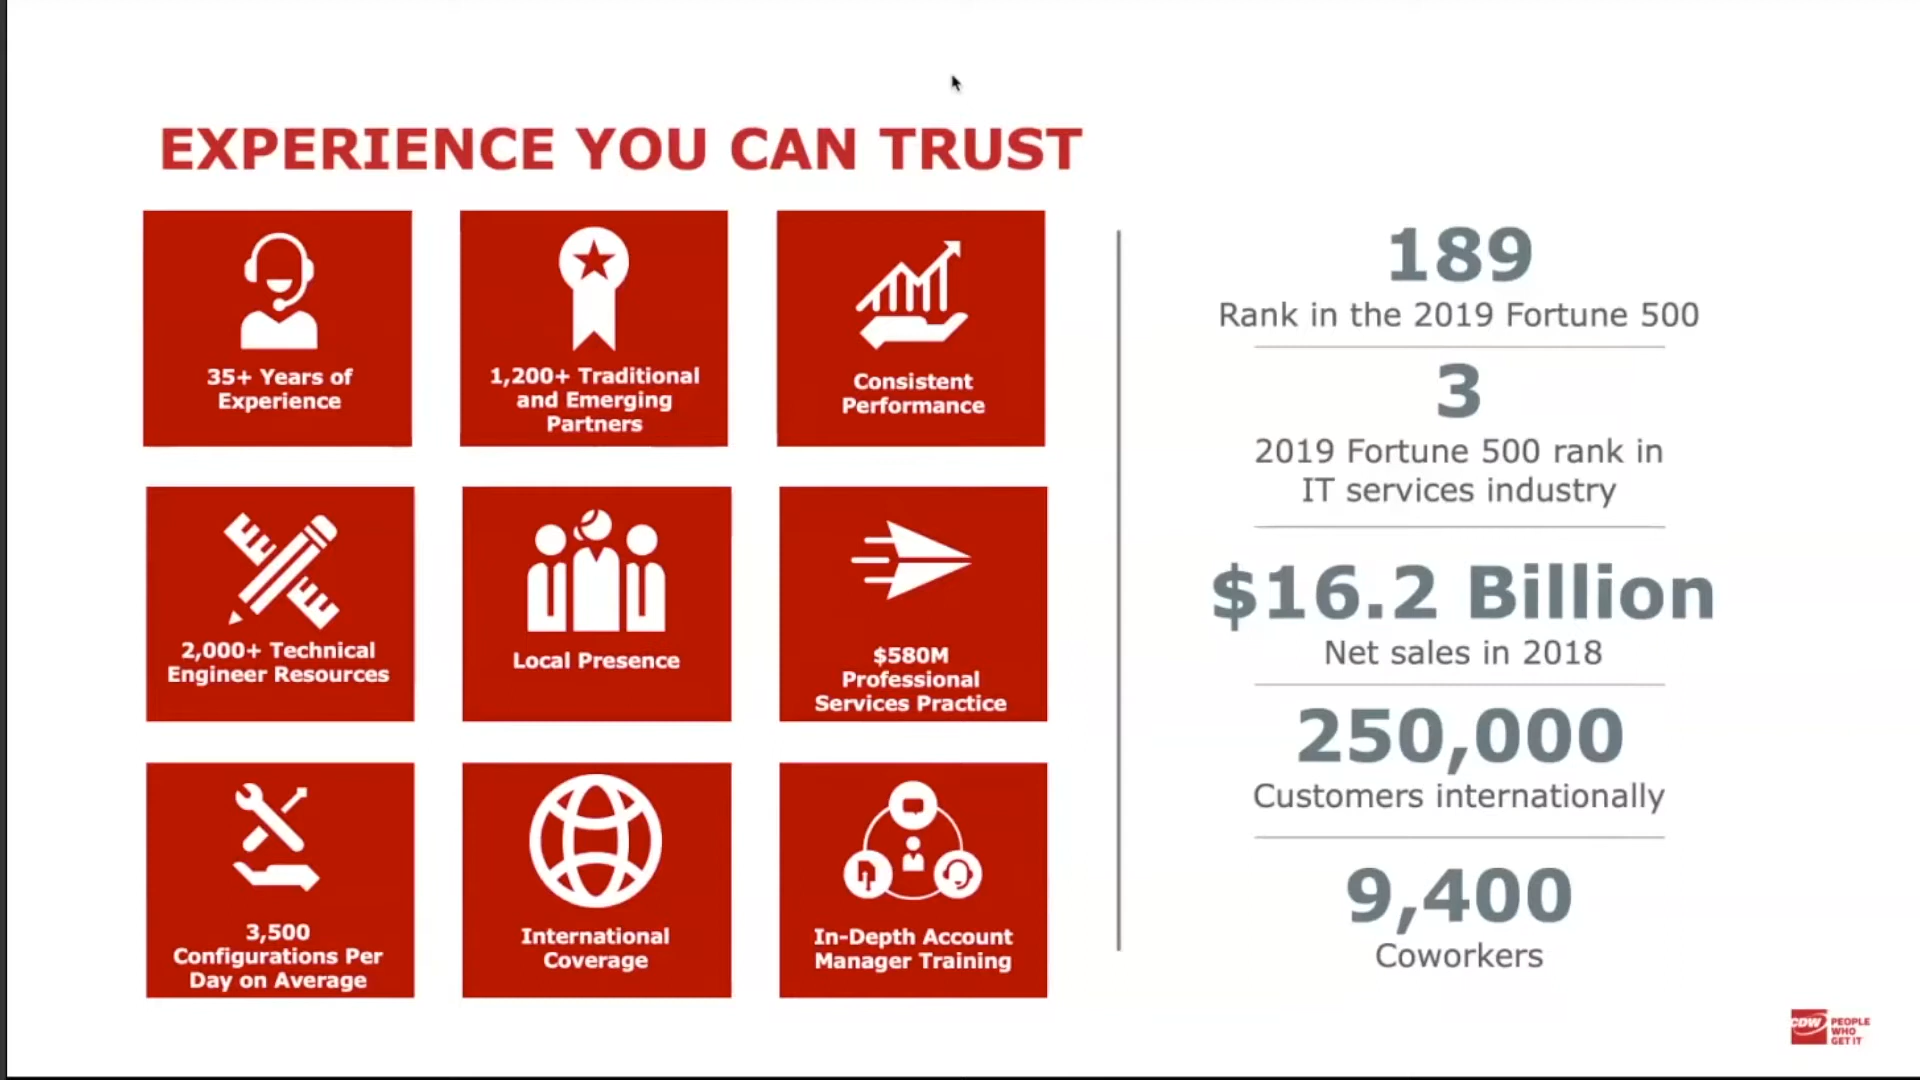 EXPERIENCE YOU CAN TRUST
35+ Years of
Experience
1,200+ Traditional
and Emerging
Partners
Consistent
Performance
2,000+ Technical
Engineer Resources
Local Presence
$580M
Professional
Services Practice
3,500
Configurations Per
Day on Average
International
Coverage
In-Depth Account
Manager Training
189
Rank in the 2019 Fortune 500
3
2019 Fortune 500 rank in
IT services industry
$16.2 Billion
Net sales in 2018
250,000
Customers internationally
9,400
Coworkers
CDW
PEOPLE
WHO
GET IT